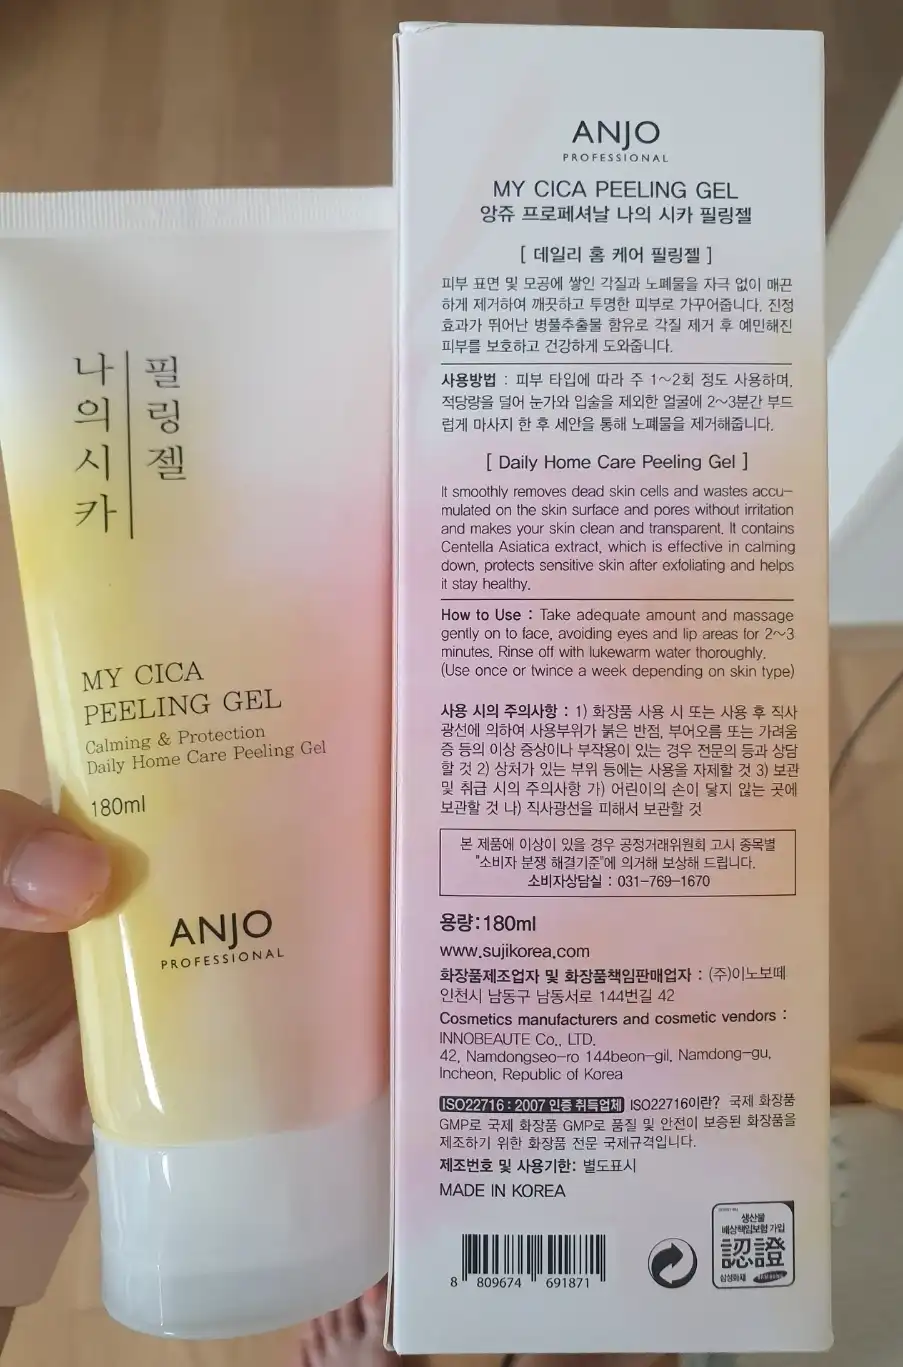 나의시카
필링젤
MY CICA
PEELING GEL
Calming & Protection
Daily Home Care Peeling Gel
180ml
ANJO
PROFESSIONAL
ANJO
PROFESSIONAL
MY CICA PEELING GEL
앙쥬 프로페셔날 나의 시카 필링젤
[ 데일리 홈 케어 필링젤 ]
피부 표면 및 모공에 쌓인 각질과 노폐물을 자극 없이 매끈
하게 제거하여 깨끗하고 투명한 피부로 가꾸어줍니다. 진정
효과가 뛰어난 병풀추출물 함유로 각질 제거 후 예민해진
피부를 보호하고 건강하게 도와줍니다.
사용방법 : 피부 타입에 따라 주 1~2회 정도 사용하며,
적당량을 덜어 눈가와 입술을 제외한 얼굴에 2~3분간 부드
럽게 마사지 한 후 세안을 통해 노폐물을 제거해줍니다.
[ Daily Home Care Peeling Gel ]
It smoothly removes dead skin cells and wastes accu-
mulated on the skin surface and pores without irritation
and makes your skin clean and transparent. It contains
Centella Asiatica extract, which is effective in calming
down, protects sensitive skin after exfoliating and helps
it stay healthy.
How to Use : Take adequate amount and massage
gently on to face, avoiding eyes and lip areas for 2~3
minutes. Rinse off with lukewarm water thoroughly.
(Use once or twince a week depending on skin type)
사용 시의 주의사항 : 1) 화장품 사용 시 또는 사용 후 직사
광선에 의하여 사용부위가 붉은 반점, 부어오름 또는 가려움
증 등의 이상 증상이나 부작용이 있는 경우 전문의 등과 상담
할 것 2) 상처가 있는 부위 등에는 사용을 자제할 것 3) 보관
및 취급 시의 주의사항 가) 어린이의 손이 닿지 않는 곳에
보관할 것 나) 직사광선을 피해서 보관할 것
본 제품에 이상이 있을 경우 공정거래위원회 고시 종목별
"소비자 분쟁 해결기준"에 의거해 보상해 드립니다.
소비자상담실 : 031-769-1670
용량:180ml
www.sujikorea.com
화장품제조업자 및 화장품책임판매업자 : (주)이노보떼
인천시 남동구 남동서로 144번길 42
Cosmetics manufacturers and cosmetic vendors :
INNOBEAUTE Co., LTD.
42, Namdongseo-ro 144beon-gil, Namdong-gu,
Incheon, Republic of Korea
ISO22716 : 2007 인증 취득업체 ISO22716이란? 국제 화장품
GMP로 국제 화장품 GMP로 품질 및 안전이 보증된 화장품을
제조하기 위한 화장품 전문 국제규격입니다.
제조번호 및 사용기한: 별도표시
MADE IN KOREA
8 809674 691871
생산물
배상책임보험 가입
認證
삼성화재 SAMSUNG